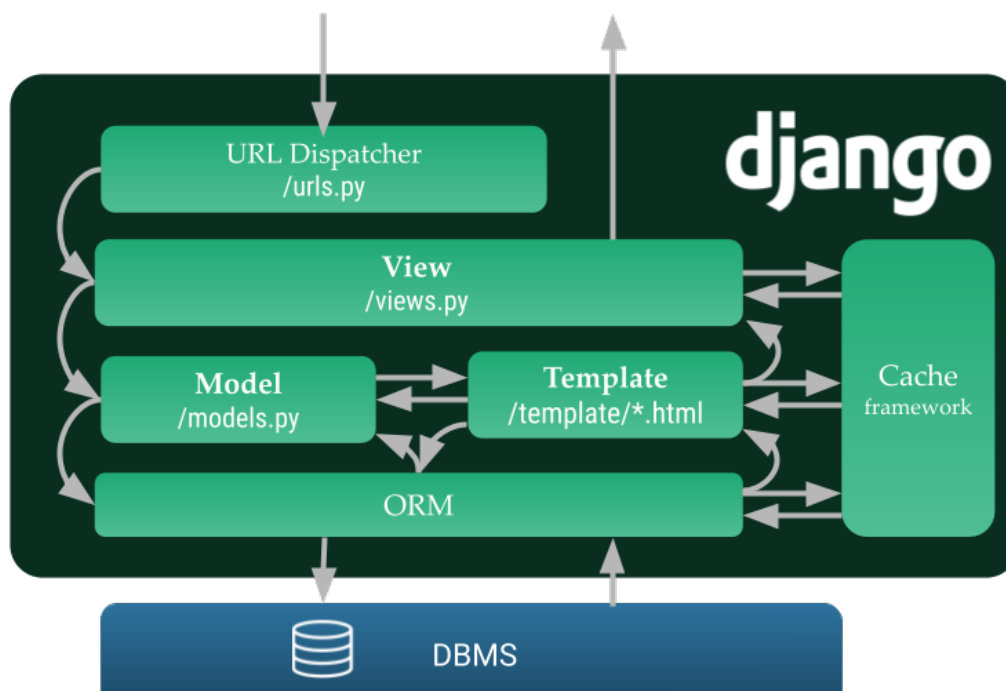 django
URL Dispatcher
/urls.py
View
/views.py
Model
/models.py
Template
/template/*.html
Cache
framework
ORM
DBMS